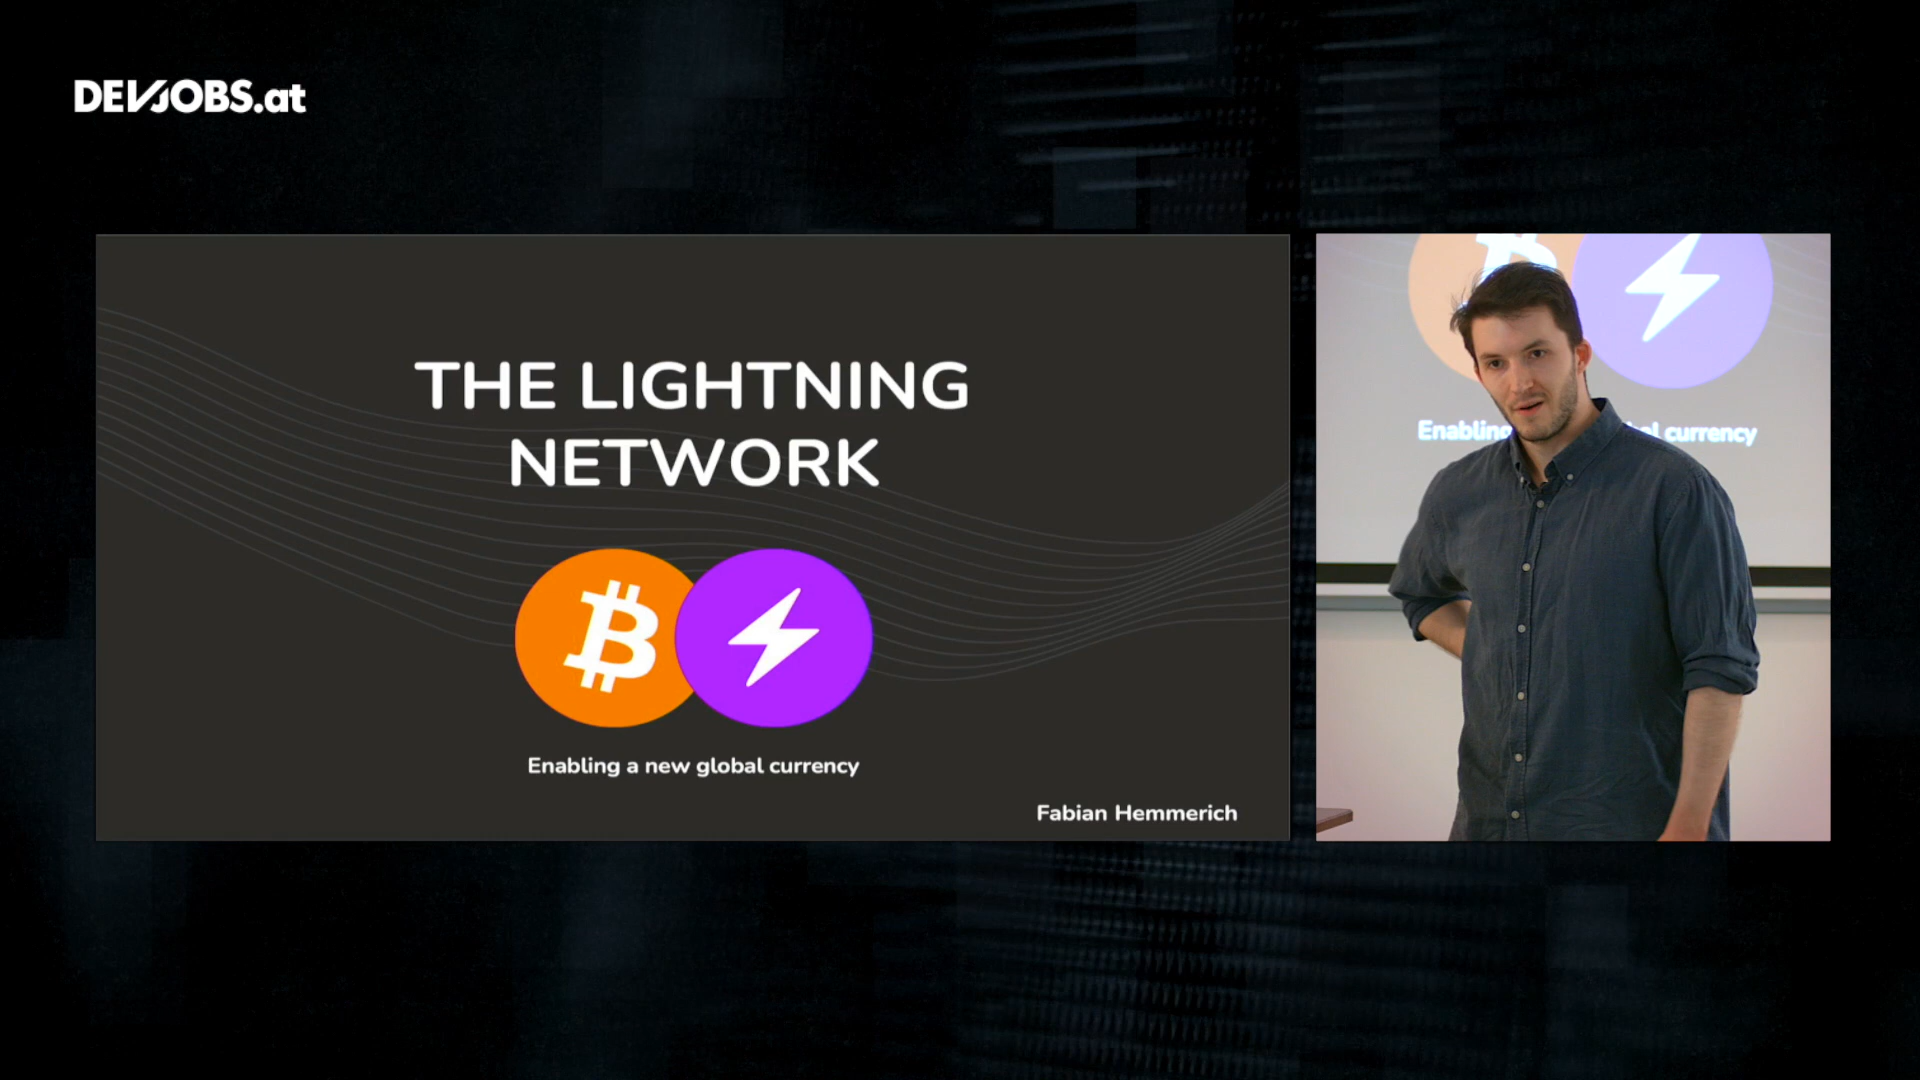 DEVJOBS.at
THE LIGHTNING
NETWORK
Enabling a new global currency
Fabian Hemmerich
Enabling
currency